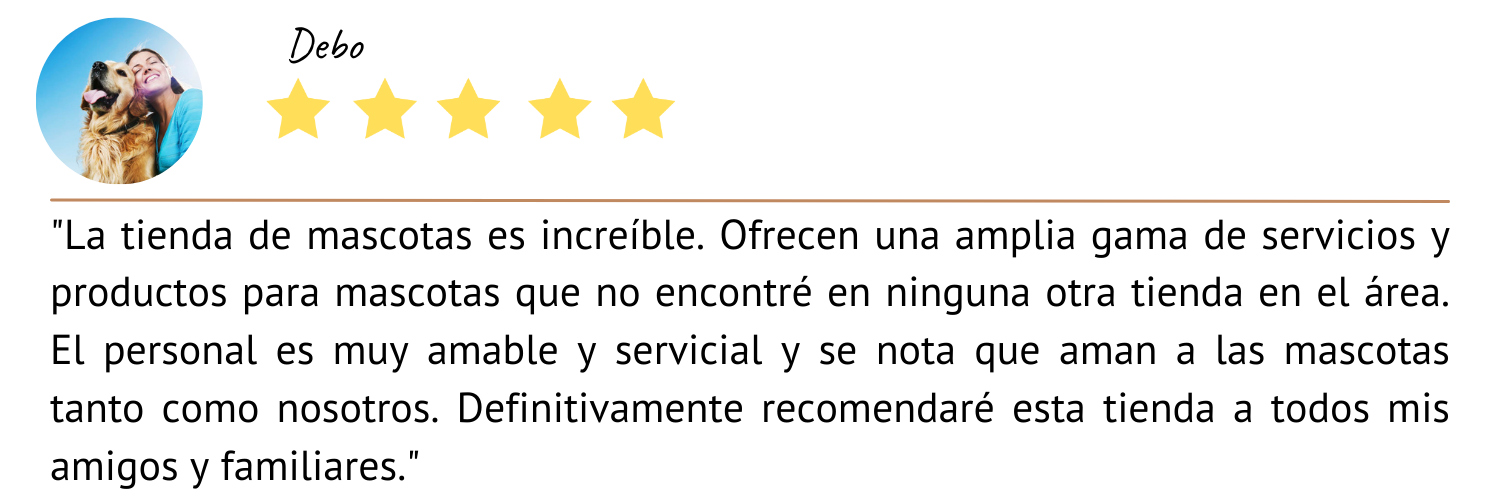 Debo
"La tienda de mascotas es increíble. Ofrecen una amplia gama de servicios y
productos para mascotas que no encontré en ninguna otra tienda en el área.
El personal es muy amable y servicial y se nota que aman a las mascotas
tanto como nosotros. Definitivamente recomendaré esta tienda a todos mis
amigos y familiares."